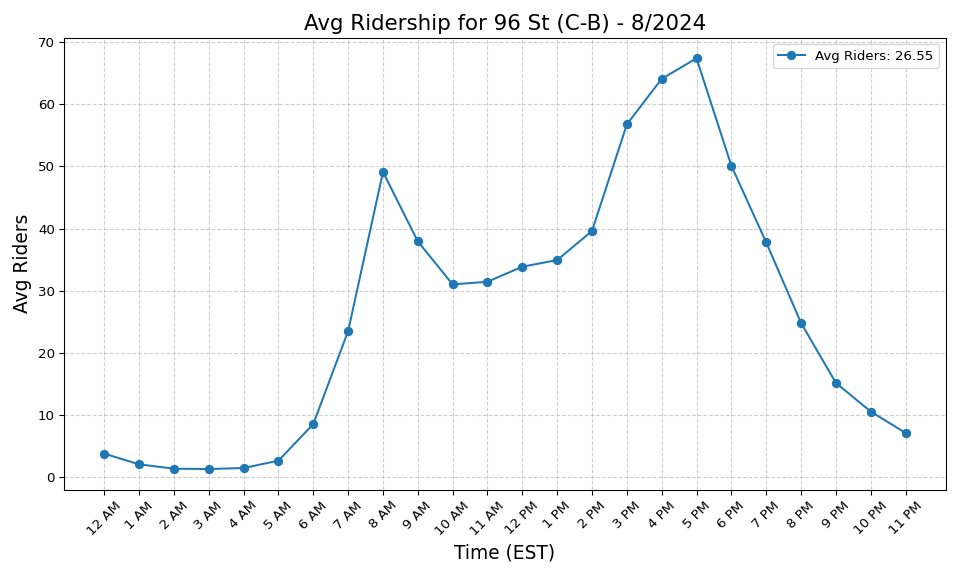 Avg Ridership for 96 St (C-B) - 8/2024
Avg Riders: 26.55
Avg Riders
70
60
50
40
30
20
10
0
12 AM
1 AM
2 AM
3 AM
4 AM
5 AM
6 AM
7 AM
8 AM
9 AM
10 AM
11 AM
12 PM
1 PM
2 PM
3 PM
4 PM
5 PM
6 PM
7 PM
8 PM
9 PM
10 PM
11 PM
Time (EST)